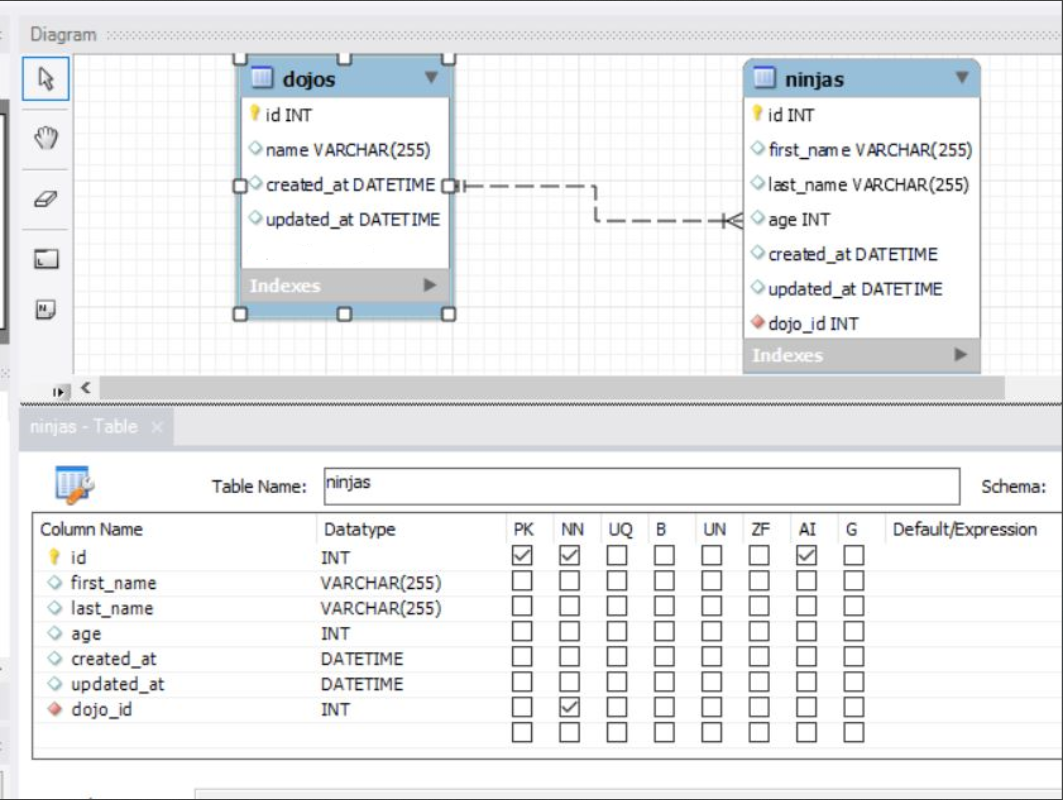 Diagram
dojos
id INT
name VARCHAR(255)
created_at DATETIME
updated_at DATETIME
Indexes
ninjas
id INT
first_name VARCHAR(255)
last_name VARCHAR(255)
age INT
created_at DATETIME
updated_at DATETIME
dojo_id INT
Indexes
ninjas - Table
Table Name: ninjas Schema:
Column Name Datatype PK NN UQ B UN ZF AI G Default/Expression
id INT
first_name VARCHAR(255)
last_name VARCHAR(255)
age INT
created_at DATETIME
updated_at DATETIME
dojo_id INT